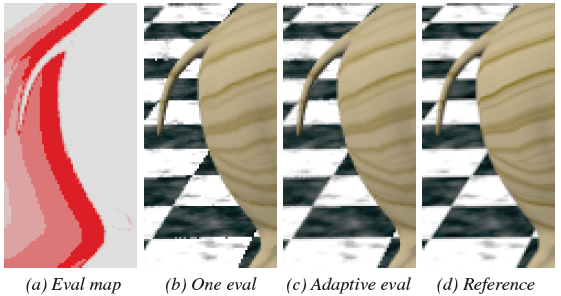 (a) Eval map
(b) One eval
(c) Adaptive eval
(d) Reference